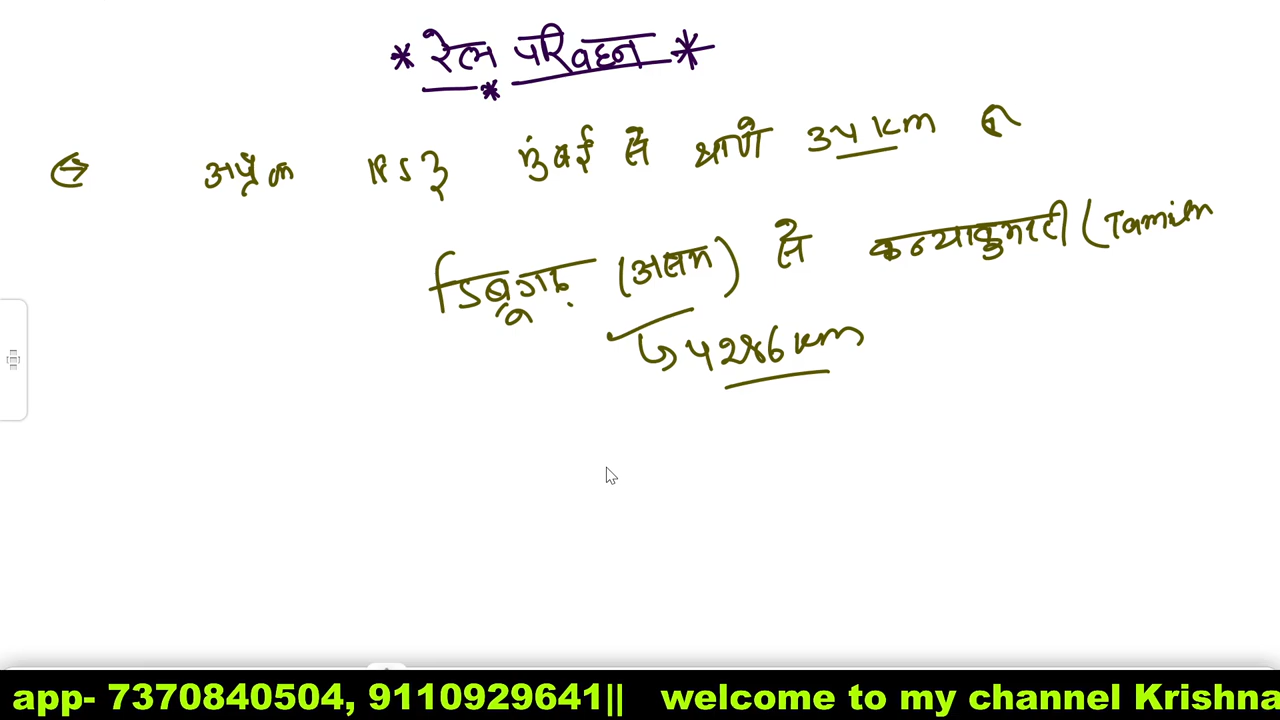 * रेल परिवहन *
*
⇒ अप्रैल 1853 मुंबई से थाणे 34 km
डिब्रूगढ़ (असम) से कन्याकुमारी (Tamiln
↳ 4286 km
app- 7370840504, 9110929641|| welcome to my channel Krishna